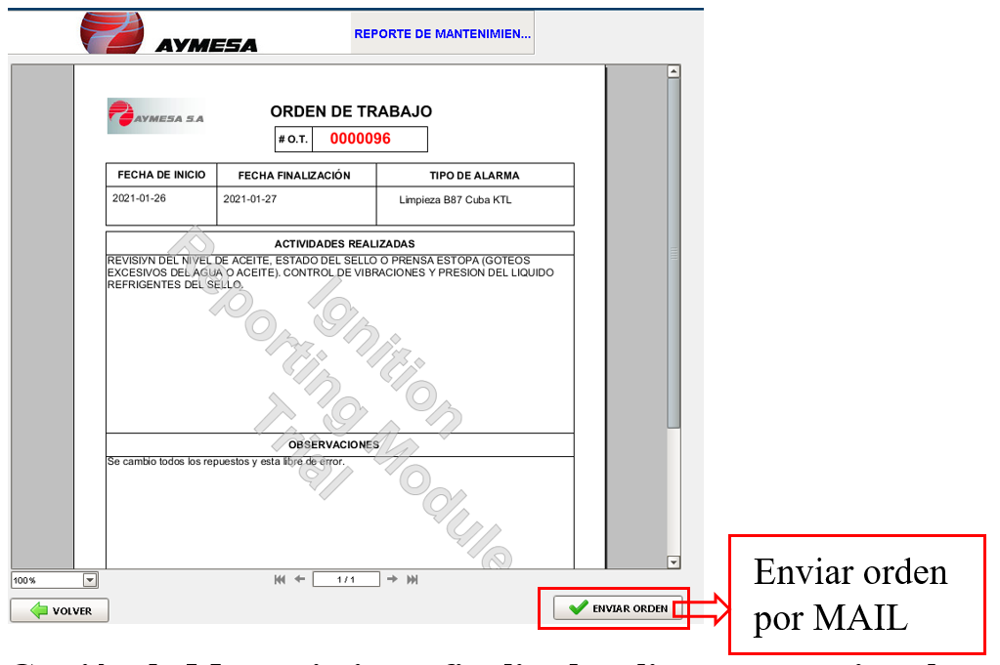 AYMESA
REPORTE DE MANTENIMIEN...
AYMESA S.A
ORDEN DE TRABAJO
# O.T. 0000096
FECHA DE INICIO FECHA FINALIZACIÓN TIPO DE ALARMA
2021-01-26 2021-01-27 Limpieza B87 Cuba KTL
ACTIVIDADES REALIZADAS
REVISIУN DEL NIVEL DE ACEITE, ESTADO DEL SELLO O PRENSA ESTOPA (GOTEOS
EXCESIVOS DEL AGUA O ACEITE). CONTROL DE VIBRACIONES Y PRESION DEL LIQUIDO
REFRIGENTES DEL SELLO.
Ignition
Reporting Module
Trial
OBSERVACIONES
Se cambio todos los repuestos y esta libre de error.
100%
1 / 1
VOLVER
ENVIAR ORDEN
Enviar orden
por MAIL